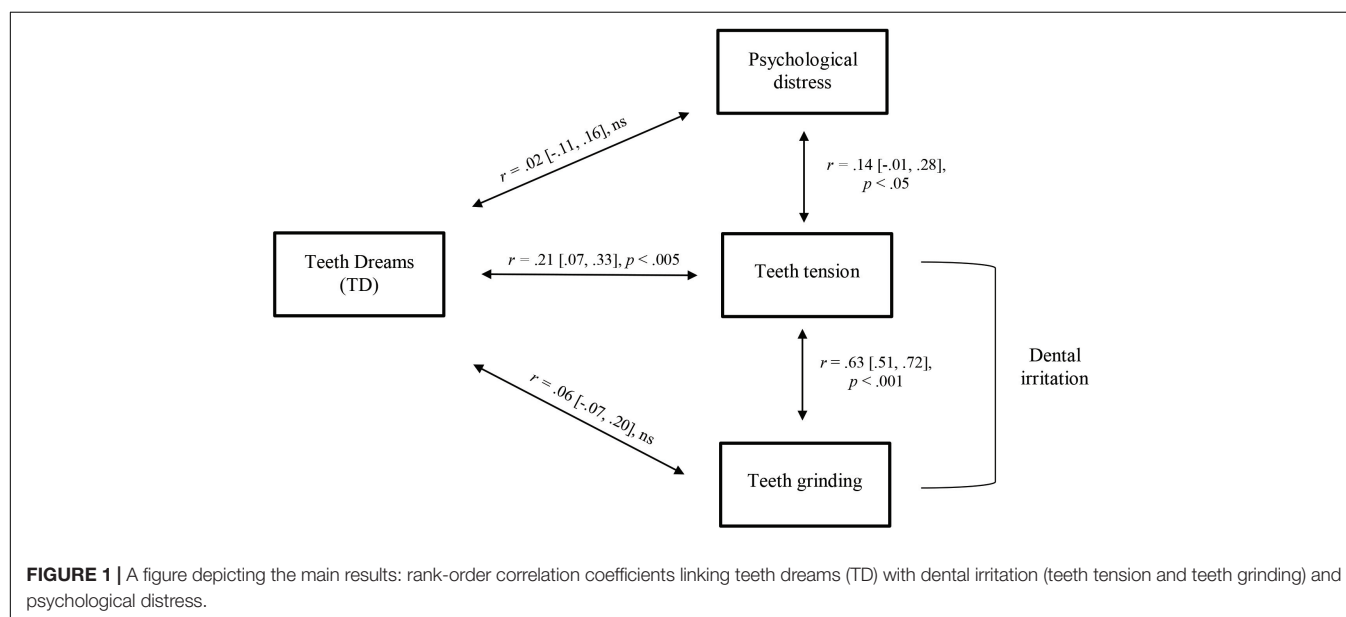 Psychological
distress
r = .02 [-.11, .16], ns
r = .14 [-.01, .28],
p < .05
Teeth Dreams
(TD)
r = .21 [.07, .33], p < .005
Teeth tension
r = .63 [.51, .72],
p < .001
Dental
irritation
r = .06 [-.07, .20], ns
Teeth grinding
FIGURE 1 | A figure depicting the main results: rank-order correlation coefficients linking teeth dreams (TD) with dental irritation (teeth tension and teeth grinding) and
psychological distress.